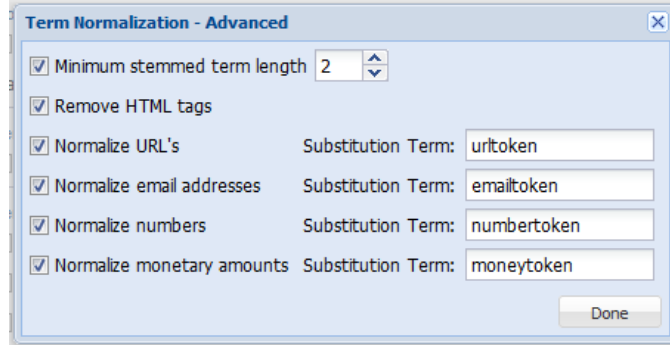 Term Normalization - Advanced
Minimum stemmed term length 2
Remove HTML tags
Normalize URL's Substitution Term: urltoken
Normalize email addresses Substitution Term: emailtoken
Normalize numbers Substitution Term: numbertoken
Normalize monetary amounts Substitution Term: moneytoken
Done